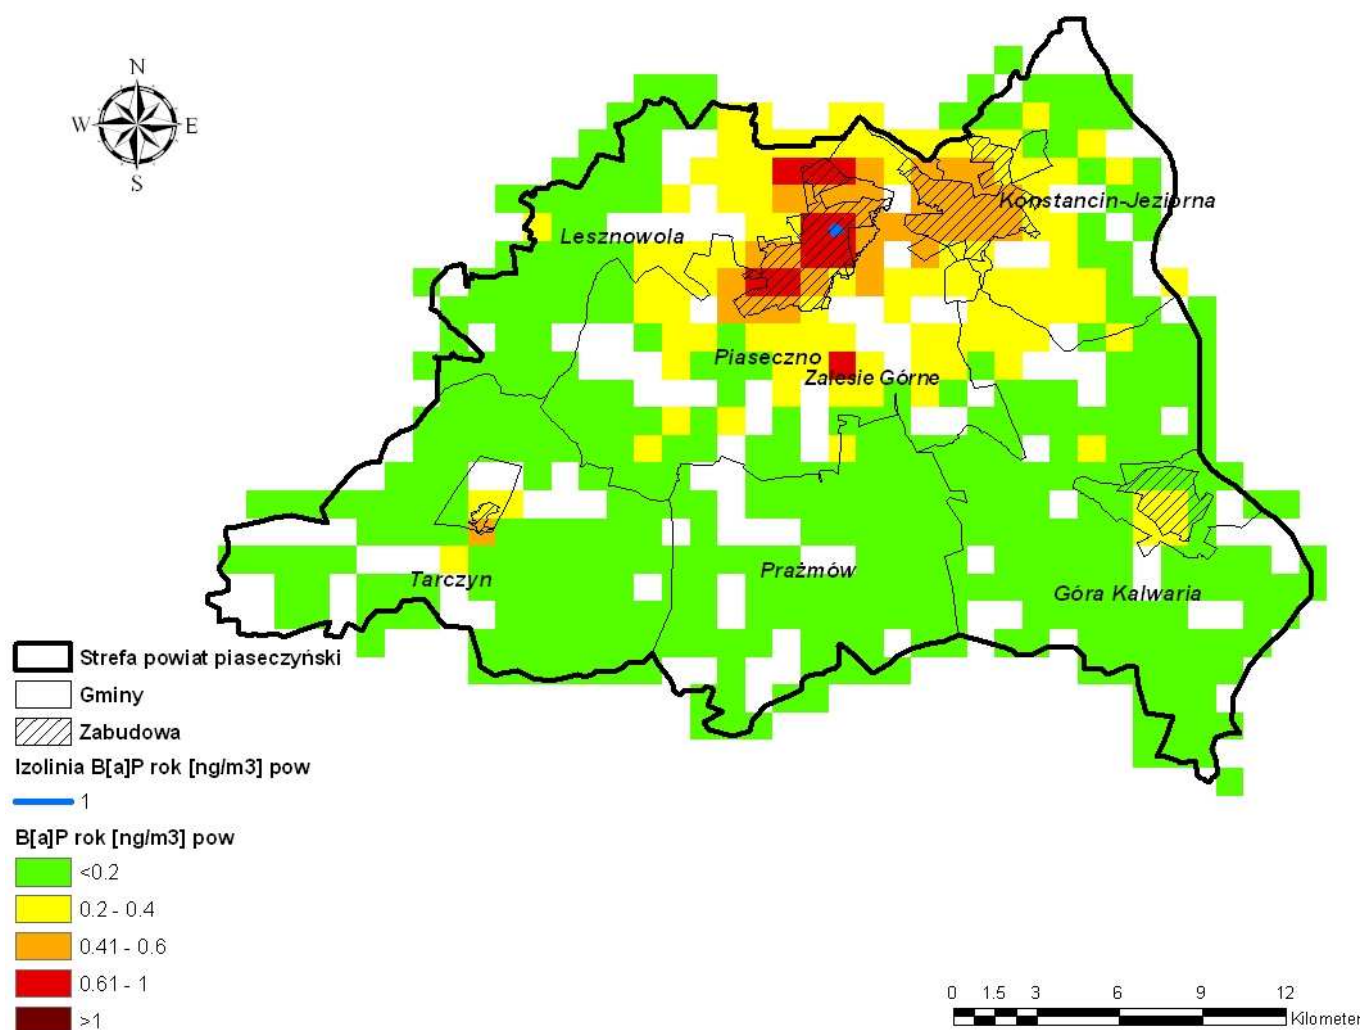 N
W E
S
Konstancin-Jeziorna
Lesznowola
Piaseczno
Zalesie Górne
Tarczyn
Prażmów
Góra Kalwaria
Strefa powiat piaseczyński
Gminy
Zabudowa
Izolinia B[a]P rok [ng/m3] pow
1
B[a]P rok [ng/m3] pow
<0.2
0.2 - 0.4
0.41 - 0.6
0.61 - 1
>1
0 1.5 3 6 9 12
Kilometer